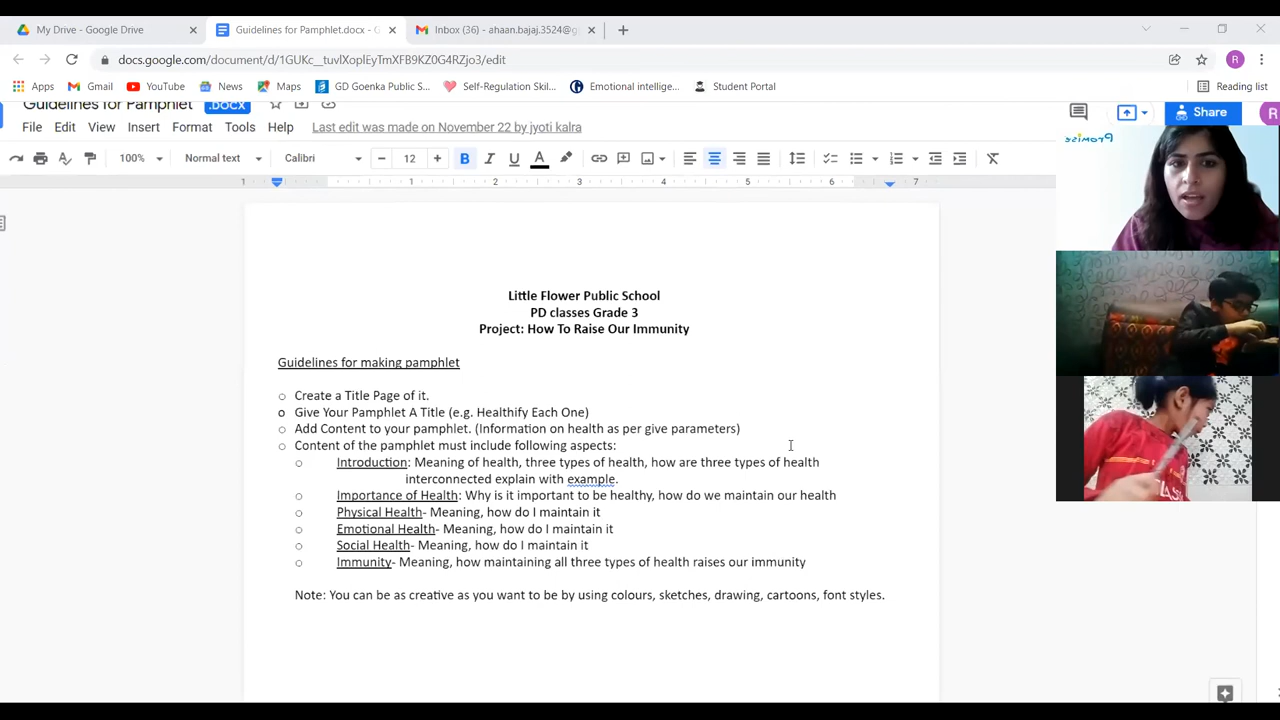 My Drive - Google Drive
Guidelines for Pamphlet.docx - G
Inbox (36) - ahaan.bajaj.3524@g
docs.google.com/document/d/1GUKc__tuvlXoplEyTmXFB9KZ0G4RZjo3/edit
R
Apps
Gmail
YouTube
News
Maps
GD Goenka Public S...
Self-Regulation Skil...
Emotional intellige...
Student Portal
Reading list
Guidelines for Pamphlet .docx
File Edit View Insert Format Tools Help Last edit was made on November 22 by jyoti kalra
Share
R
100% Normal text Calibri - 12 + B I U A
1 1 2 3 4 5 6 7
Promise
Little Flower Public School
PD classes Grade 3
Project: How To Raise Our Immunity
Guidelines for making pamphlet
o Create a Title Page of it.
o Give Your Pamphlet A Title (e.g. Healthify Each One)
o Add Content to your pamphlet. (Information on health as per give parameters)
o Content of the pamphlet must include following aspects:
o Introduction: Meaning of health, three types of health, how are three types of health
interconnected explain with example.
o Importance of Health: Why is it important to be healthy, how do we maintain our health
o Physical Health- Meaning, how do I maintain it
o Emotional Health- Meaning, how do I maintain it
o Social Health- Meaning, how do I maintain it
o Immunity- Meaning, how maintaining all three types of health raises our immunity
Note: You can be as creative as you want to be by using colours, sketches, drawing, cartoons, font styles.